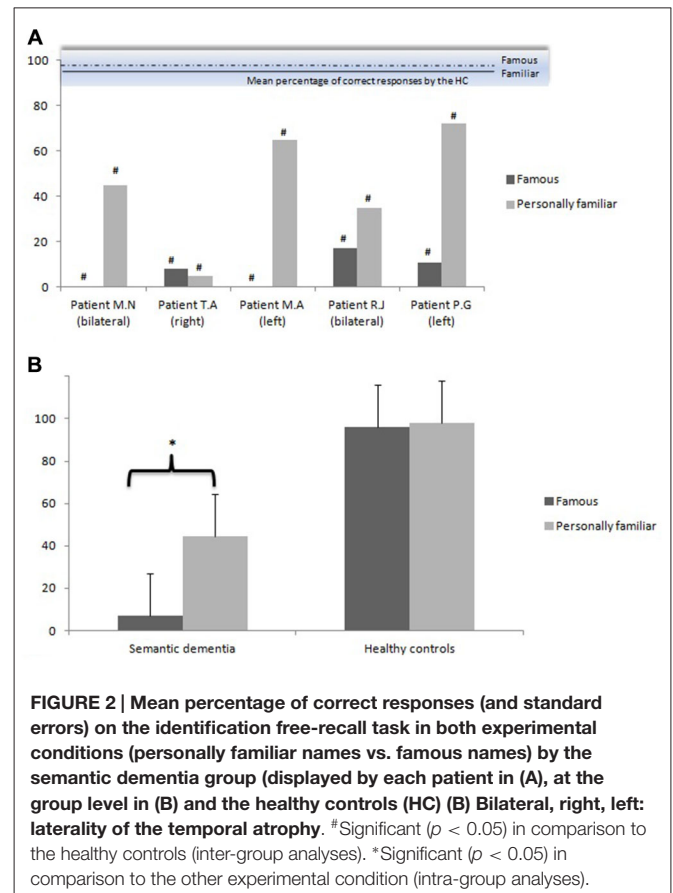 A
100
80
60
40
20
0
Famous
Familiar
Mean percentage of correct responses by the HC
# # # # # # # # # #
Famous
Personally familiar
Patient M.N Patient T.A Patient M.A Patient R.J Patient P.G
(bilateral) (right) (left) (bilateral) (left)
B
100
80
60
40
20
0
*
Famous
Personally familiar
Semantic dementia Healthy controls
FIGURE 2 | Mean percentage of correct responses (and standard
errors) on the identification free-recall task in both experimental
conditions (personally familiar names vs. famous names) by the
semantic dementia group (displayed by each patient in (A), at the
group level in (B) and the healthy controls (HC) (B) Bilateral, right, left:
laterality of the temporal atrophy. #Significant (p < 0.05) in comparison to
the healthy controls (inter-group analyses). *Significant (p < 0.05) in
comparison to the other experimental condition (intra-group analyses).